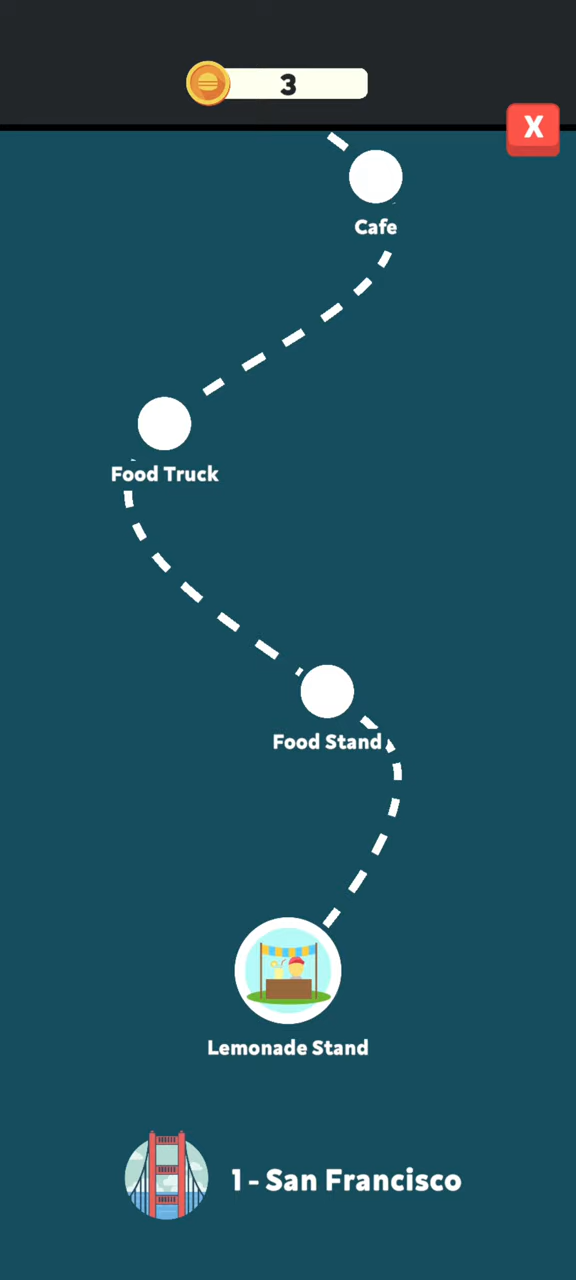 3
X
Cafe
Food Truck
Food Stand
Lemonade Stand
1 - San Francisco